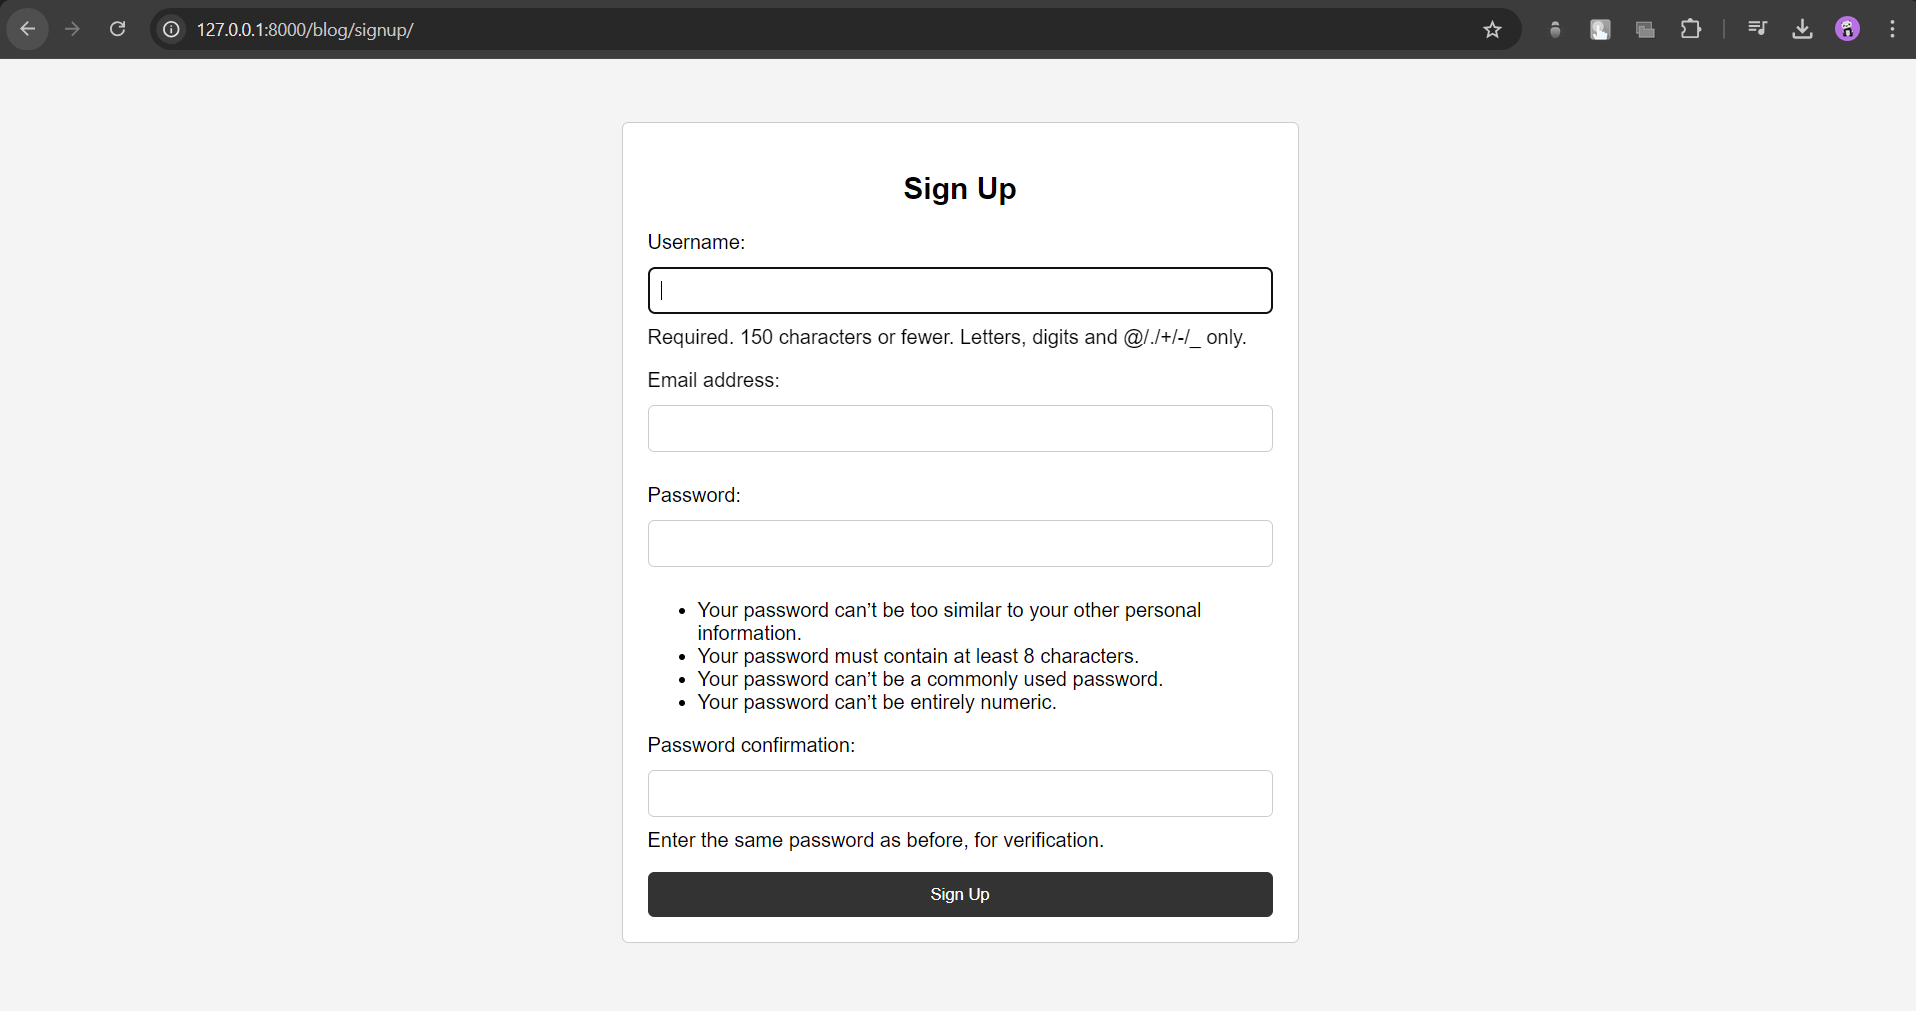 127.0.0.1:8000/blog/signup/
Sign Up
Username:
Required. 150 characters or fewer. Letters, digits and @/./+/-/_ only.
Email address:
Password:
Your password can’t be too similar to your other personal
information.
Your password must contain at least 8 characters.
Your password can’t be a commonly used password.
Your password can’t be entirely numeric.
Password confirmation:
Enter the same password as before, for verification.
Sign Up